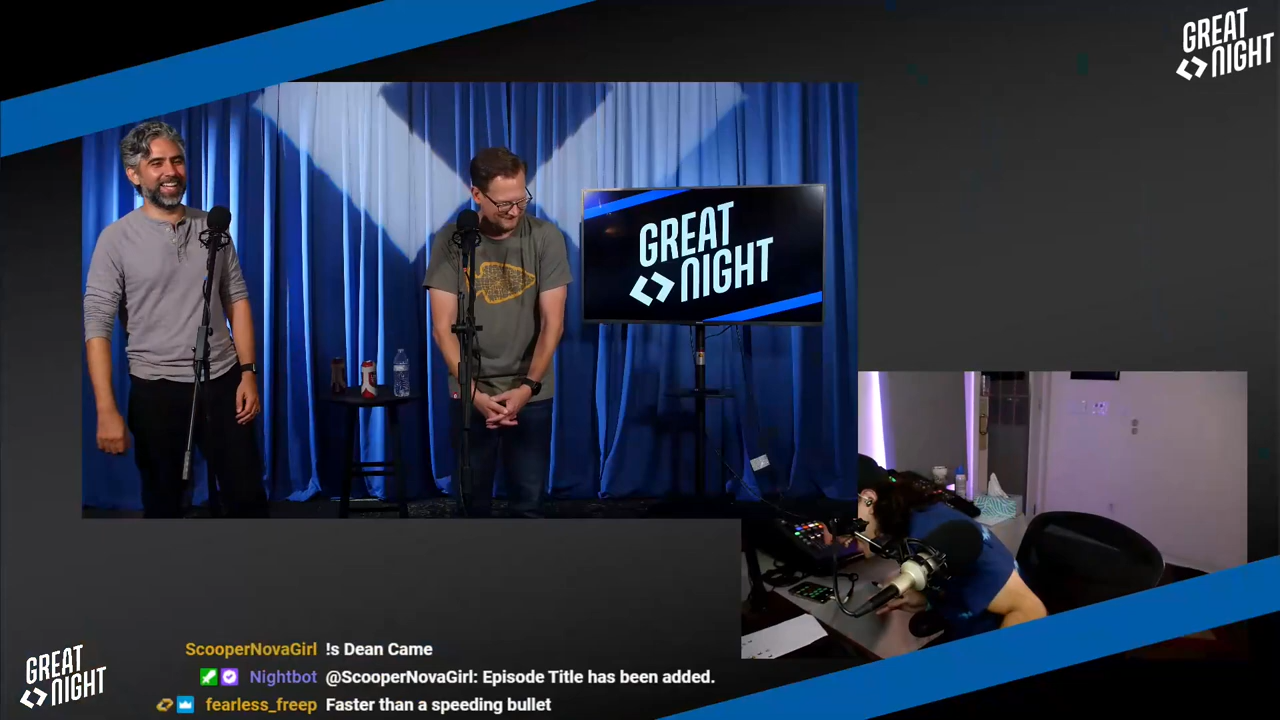 GREAT
NIGHT
GREAT
NIGHT
GREAT
NIGHT
ScooperNovaGirl !s Dean Came
Nightbot @ScooperNovaGirl: Episode Title has been added.
fearless_freep Faster than a speeding bullet